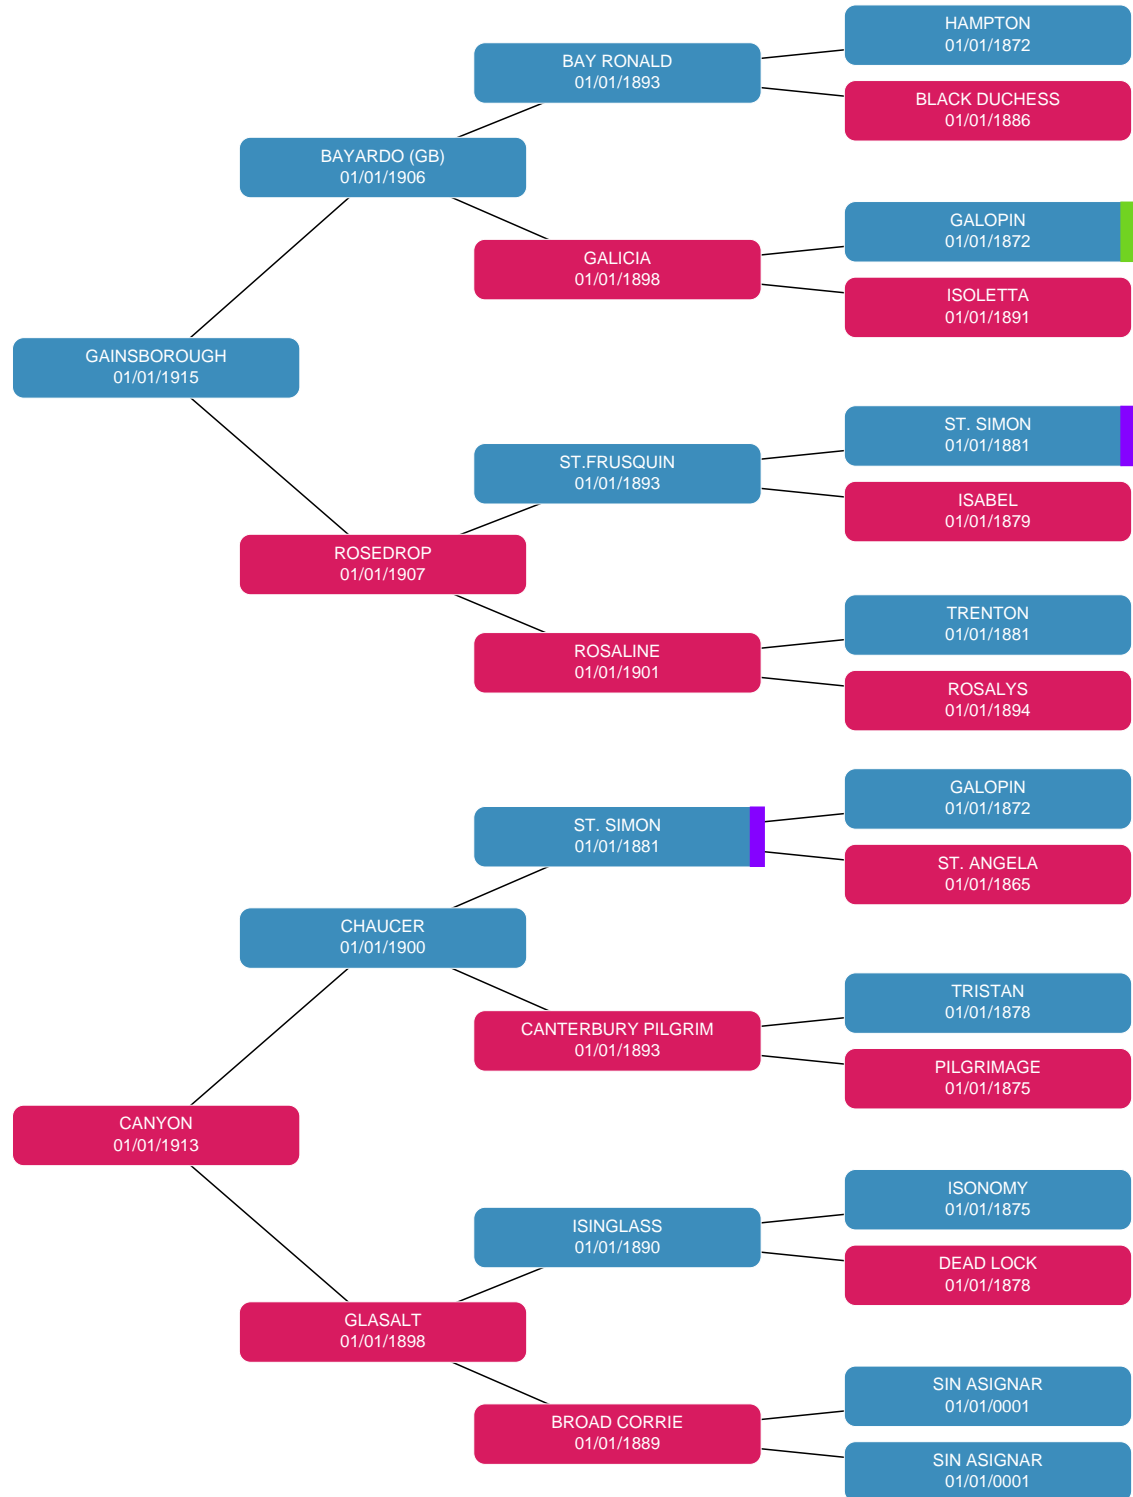 HAMPTON
01/01/1872
BAY RONALD
01/01/1893
BLACK DUCHESS
01/01/1886
BAYARDO (GB)
01/01/1906
GALOPIN
01/01/1872
GALICIA
01/01/1898
ISOLETTA
01/01/1891
GAINSBOROUGH
01/01/1915
ST. SIMON
01/01/1881
ST.FRUSQUIN
01/01/1893
ISABEL
01/01/1879
ROSEDROP
01/01/1907
TRENTON
01/01/1881
ROSALINE
01/01/1901
ROSALYS
01/01/1894
GALOPIN
01/01/1872
ST. SIMON
01/01/1881
ST. ANGELA
01/01/1865
CHAUCER
01/01/1900
TRISTAN
01/01/1878
CANTERBURY PILGRIM
01/01/1893
PILGRIMAGE
01/01/1875
CANYON
01/01/1913
ISONOMY
01/01/1875
ISINGLASS
01/01/1890
DEAD LOCK
01/01/1878
GLASALT
01/01/1898
SIN ASIGNAR
01/01/0001
BROAD CORRIE
01/01/1889
SIN ASIGNAR
01/01/0001